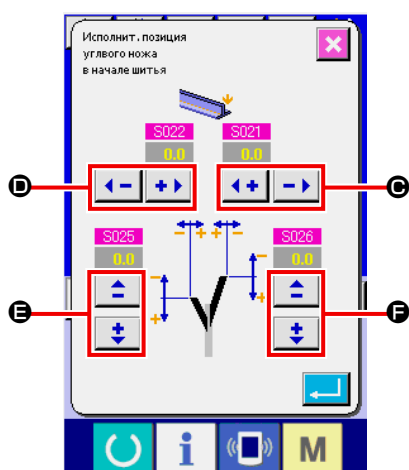 Исполнит. позиция
углвого ножа
в начале шитья
S022 S021
0.0 0.0
D C
S025 S026
0.0 0.0
E F
M